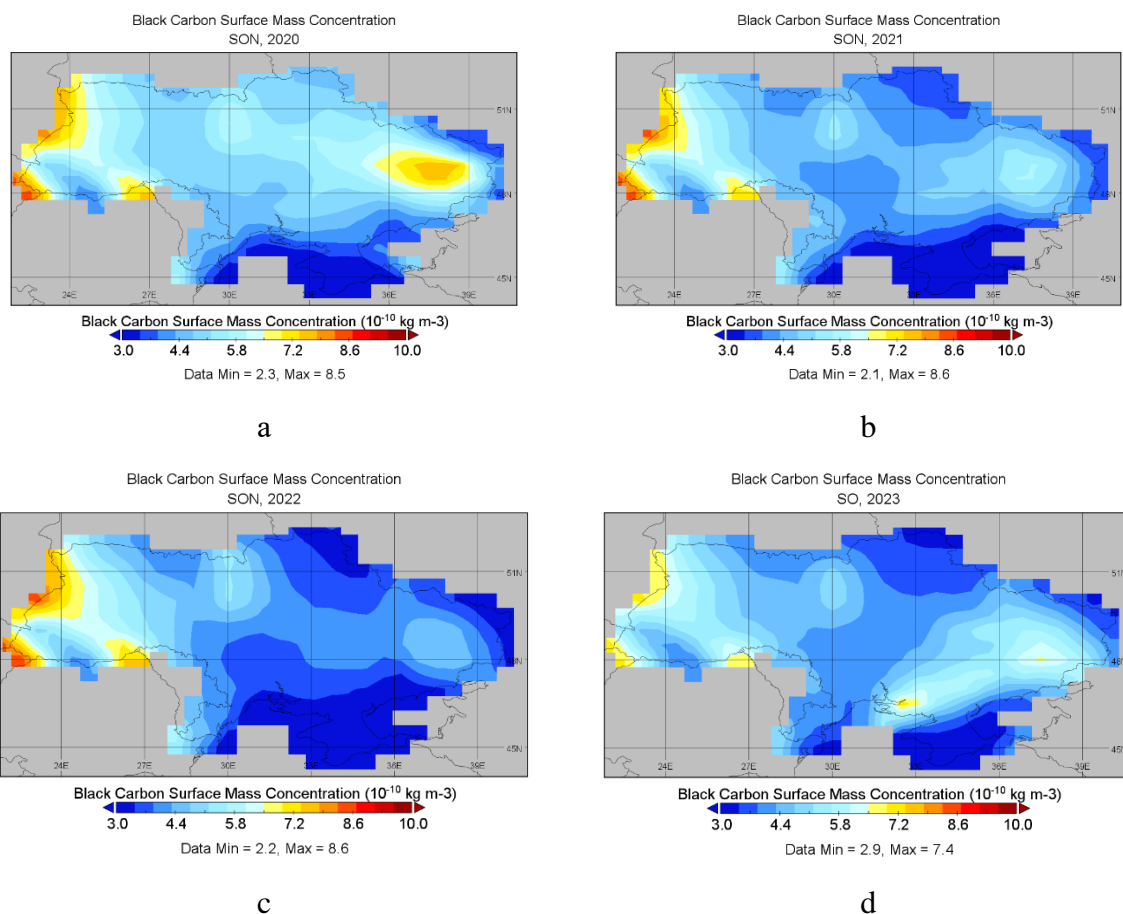 Black Carbon Surface Mass Concentration
SON, 2020
51N
48N
45N
24E 27E 30E 33E 36E 39E
Black Carbon Surface Mass Concentration (10⁻¹⁰ kg m-3)
3.0 4.4 5.8 7.2 8.6 10.0
Data Min = 2.3, Max = 8.5
a
Black Carbon Surface Mass Concentration
SON, 2021
51N
48N
45N
24E 27E 30E 33E 36E 39E
Black Carbon Surface Mass Concentration (10⁻¹⁰ kg m-3)
3.0 4.4 5.8 7.2 8.6 10.0
Data Min = 2.1, Max = 8.6
b
Black Carbon Surface Mass Concentration
SON, 2022
51N
48N
45N
24E 27E 30E 33E 36E 39E
Black Carbon Surface Mass Concentration (10⁻¹⁰ kg m-3)
3.0 4.4 5.8 7.2 8.6 10.0
Data Min = 2.2, Max = 8.6
c
Black Carbon Surface Mass Concentration
SO, 2023
51N
48N
45N
24E 27E 30E 33E 36E 39E
Black Carbon Surface Mass Concentration (10⁻¹⁰ kg m-3)
3.0 4.4 5.8 7.2 8.6 10.0
Data Min = 2.9, Max = 7.4
d